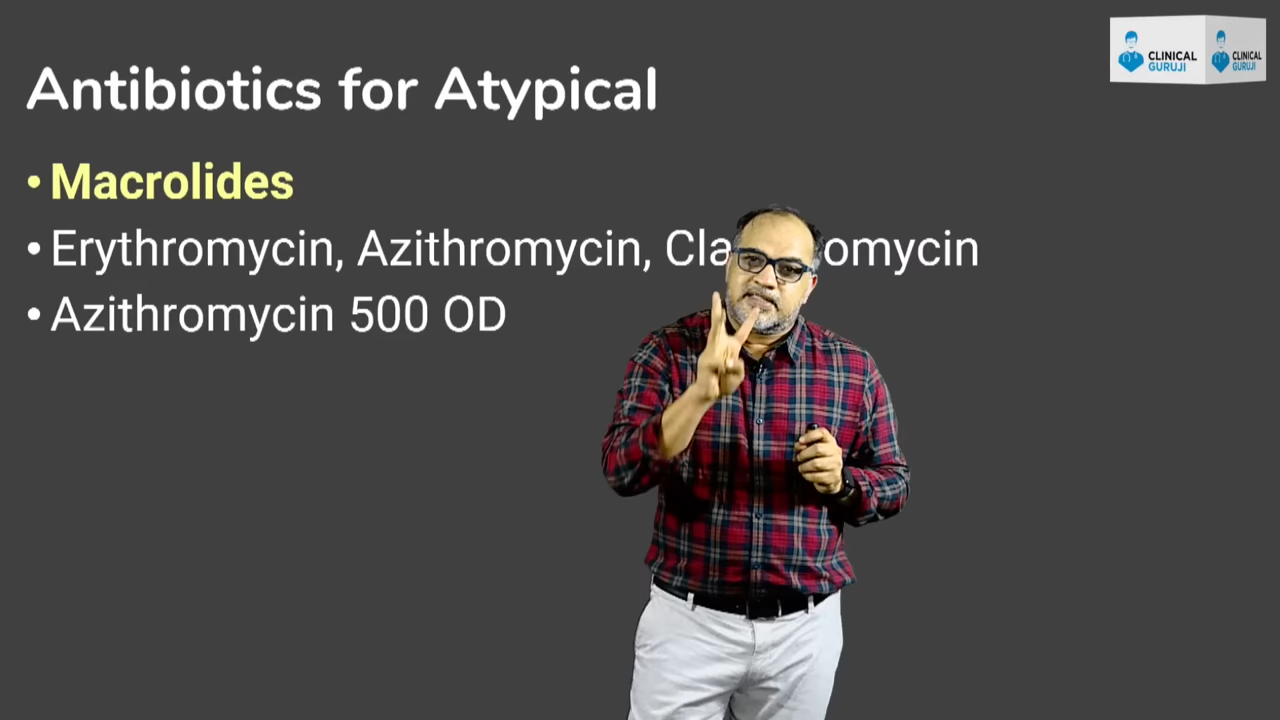 CLINICAL CLINICAL
GURUJI GURUJI
Antibiotics for Atypical
• Macrolides
• Erythromycin, Azithromycin,
• Azithromycin 500 OD